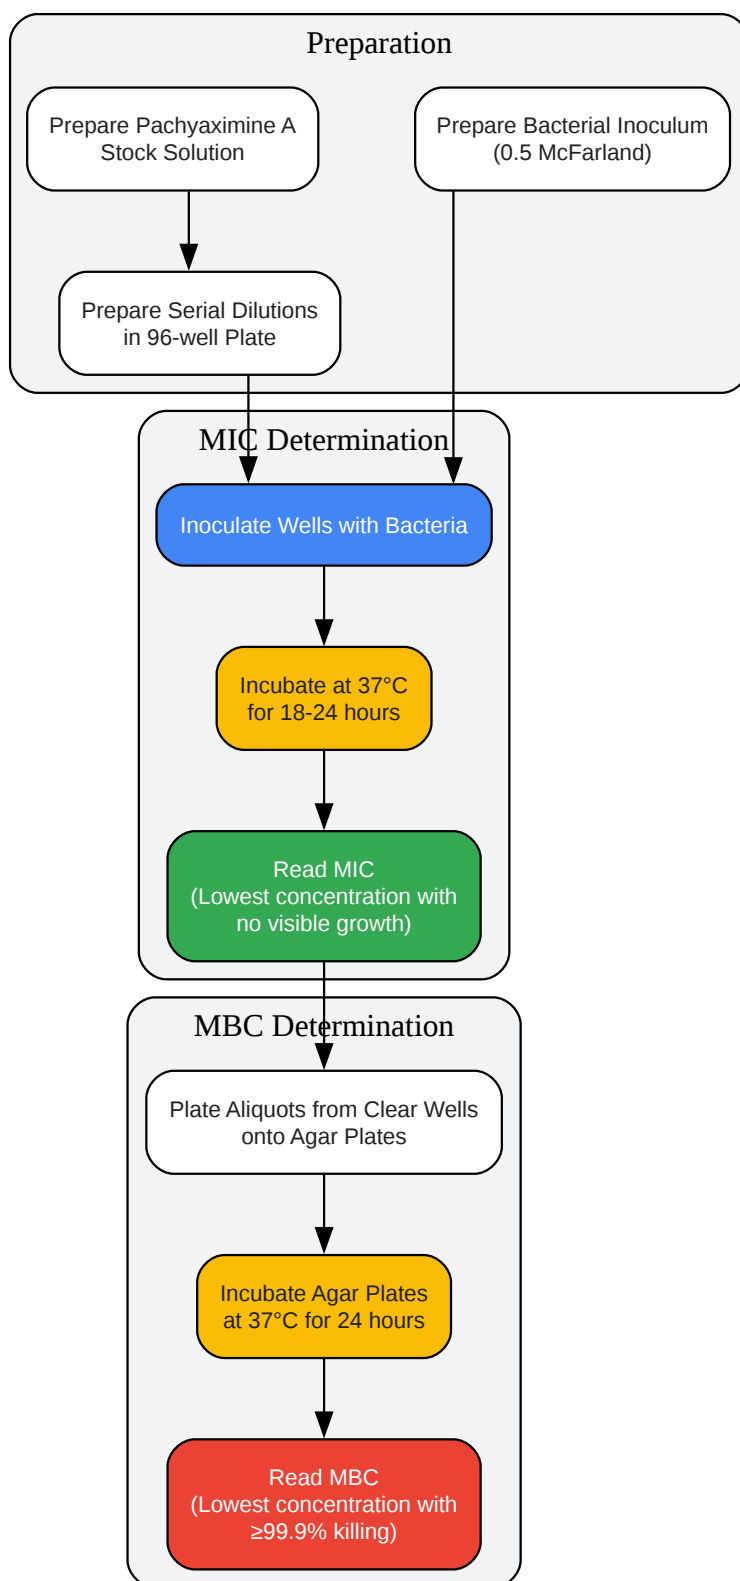 Preparation
Prepare Pachyaximine A
Stock Solution
Prepare Bacterial Inoculum
(0.5 McFarland)
Prepare Serial Dilutions
in 96-well Plate
MIC Determination
Inoculate Wells with Bacteria
Incubate at 37°C
for 18-24 hours
Read MIC
(Lowest concentration with
no visible growth)
MBC Determination
Plate Aliquots from Clear Wells
onto Agar Plates
Incubate Agar Plates
at 37°C for 24 hours
Read MBC
(Lowest concentration with
≥99.9% killing)